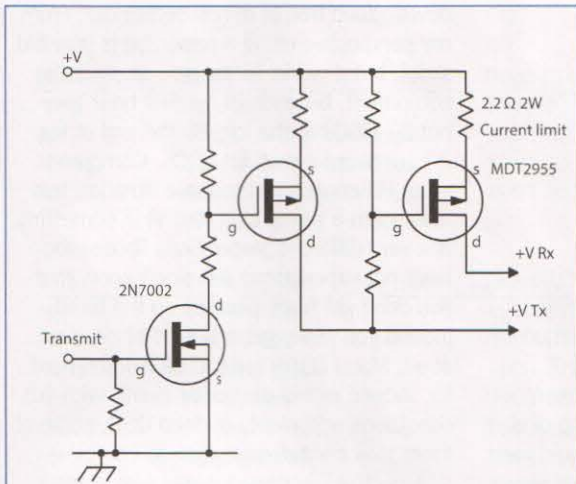 +V
2.2 Ω 2W
Current limit
MDT2955
s
s
g
d
g
d
+V Rx
2N7002
+V Tx
d
Transmit
g
s